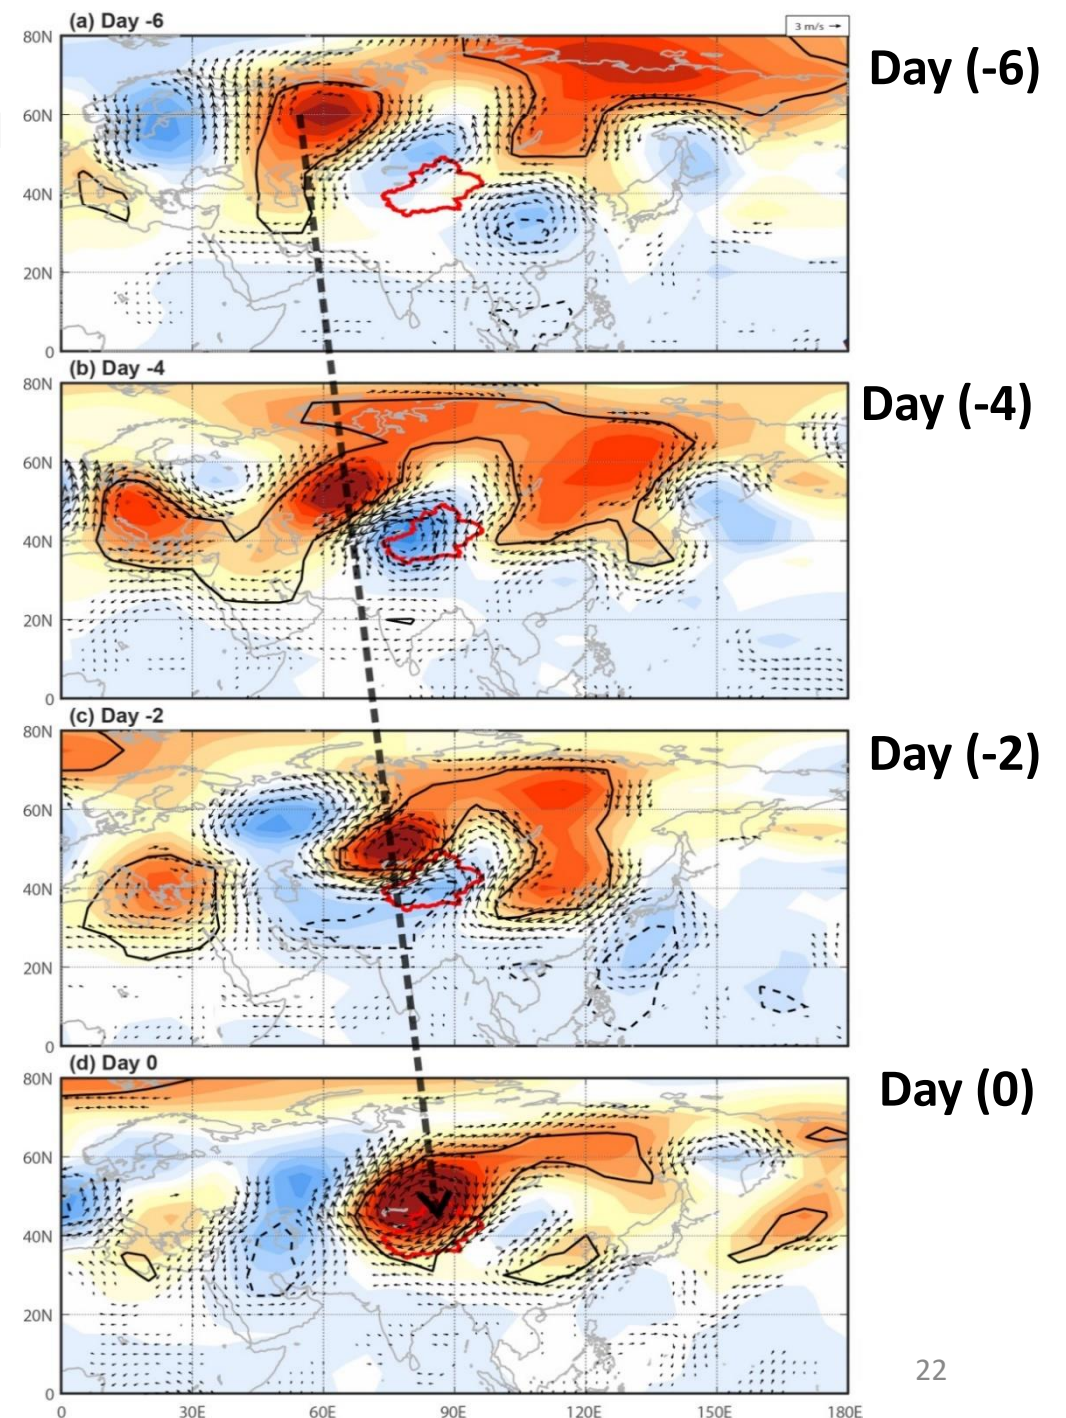 (a) Day -6
3 m/s →
Day (-6)
80N
60N
40N
20N
0
(b) Day -4
Day (-4)
80N
60N
40N
20N
0
(c) Day -2
Day (-2)
80N
60N
40N
20N
0
(d) Day 0
Day (0)
80N
60N
40N
20N
0
0 30E 60E 90E 120E 150E 180E
22